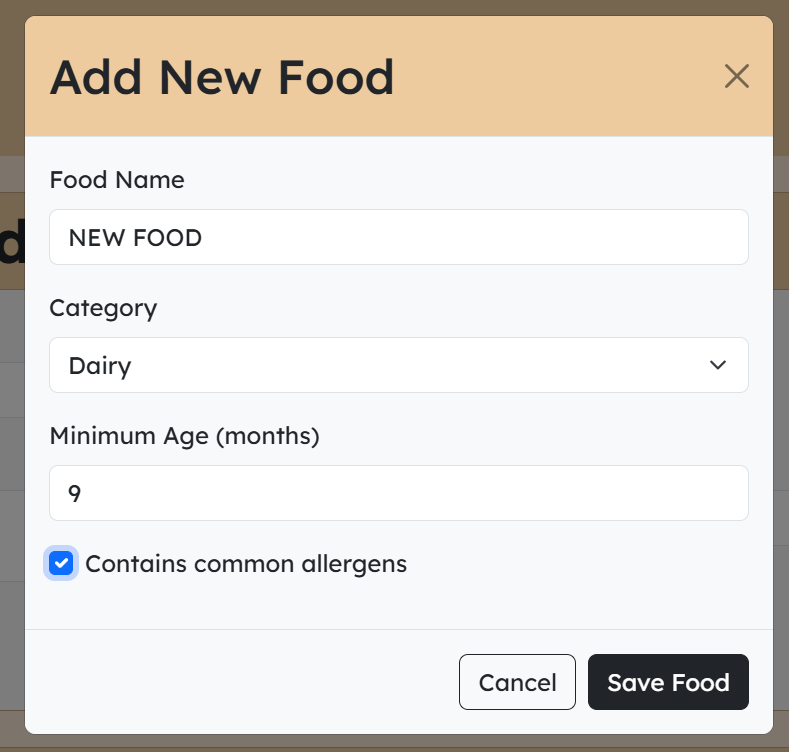 Add New Food
Food Name
NEW FOOD
Category
Dairy
Minimum Age (months)
9
Contains common allergens
Cancel
Save Food